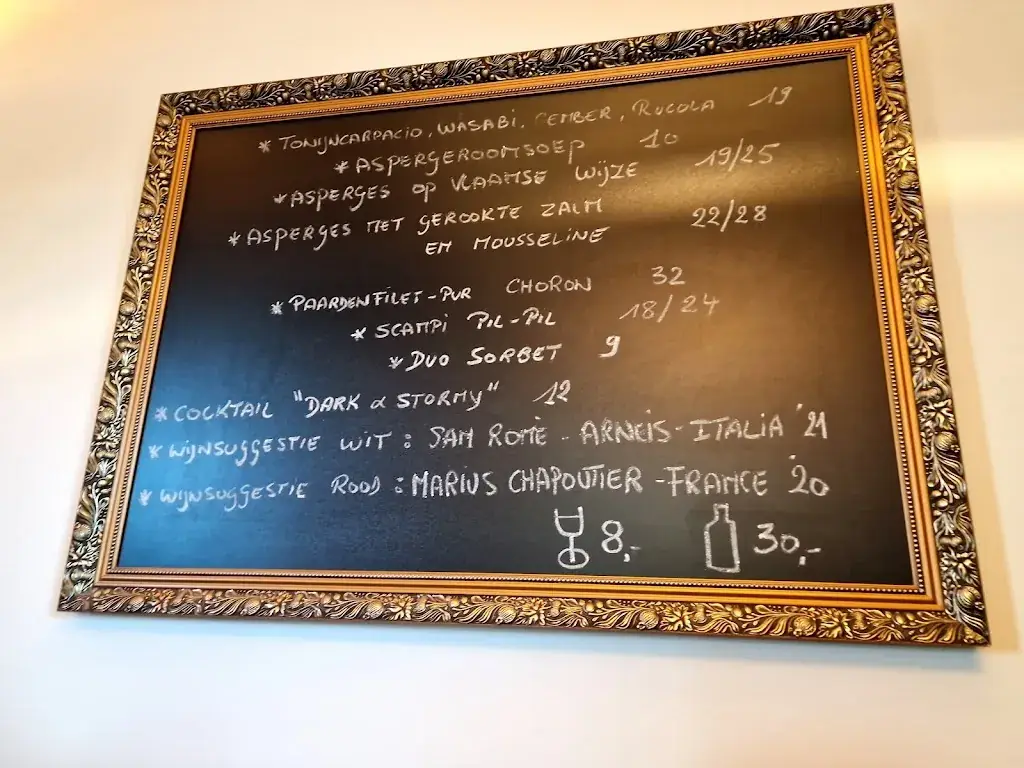 * TONIJNCARPACIO, WASABI, GEMBER, RUCOLA 19
* ASPERGEROOMSOEP 10
* ASPERGES OP VLAAMSE WIJZE 19/25
* ASPERGES MET GEROOKTE ZALM 22/28
EN MOUSSELINE
* PAARDENFILET-PUR CHORON 32
* SCAMPI PIL-PIL 18/24
* DUO SORBET 9
* COCKTAIL "DARK & STORMY" 12
* WIJNSUGGESTIE WIT : SAN ROMÈ - ARNEIS - ITALIA '21
* WIJNSUGGESTIE ROOD : MARIUS CHAPOUTIER - FRANCE '20
8,- 30,-